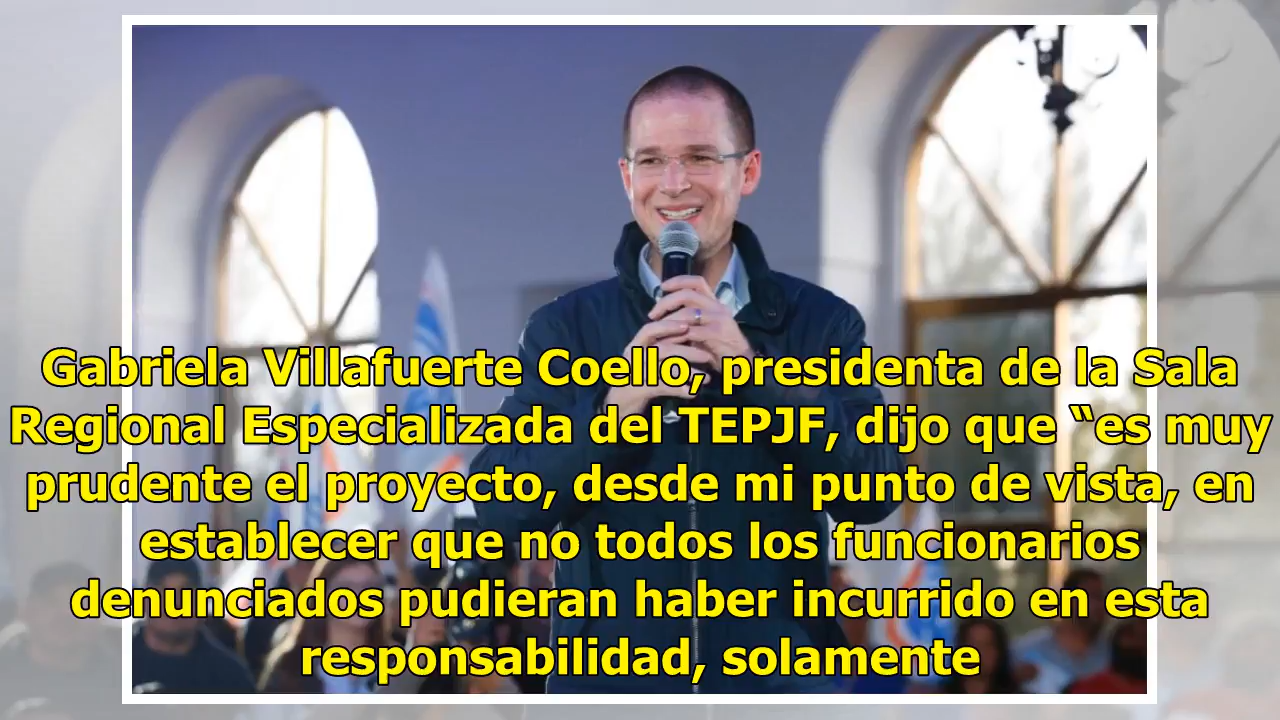 Gabriela Villafuerte Coello, presidenta de la Sala
Regional Especializada del TEPJF, dijo que “es muy
prudente el proyecto, desde mi punto de vista, en
establecer que no todos los funcionarios
denunciados pudieran haber incurrido en esta
responsabilidad, solamente